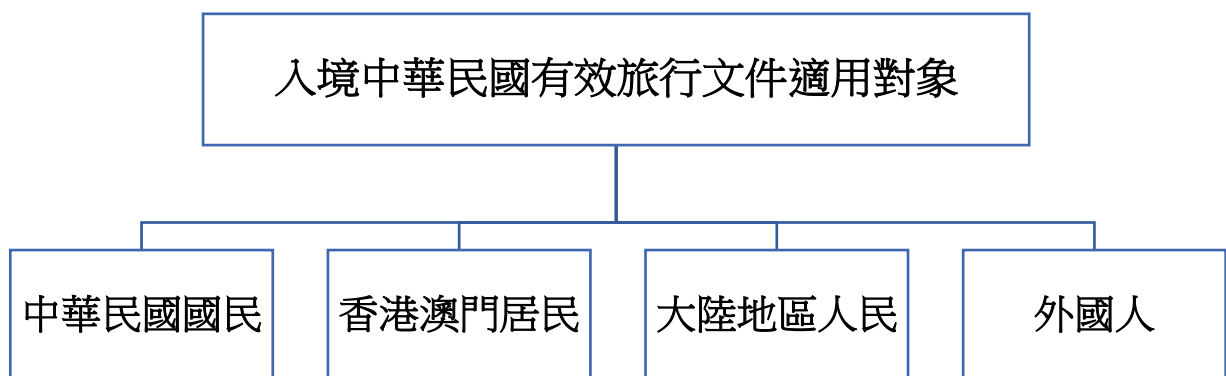 入境中華民國有效旅行文件適用對象
中華民國國民
香港澳門居民
大陸地區人民
外國人